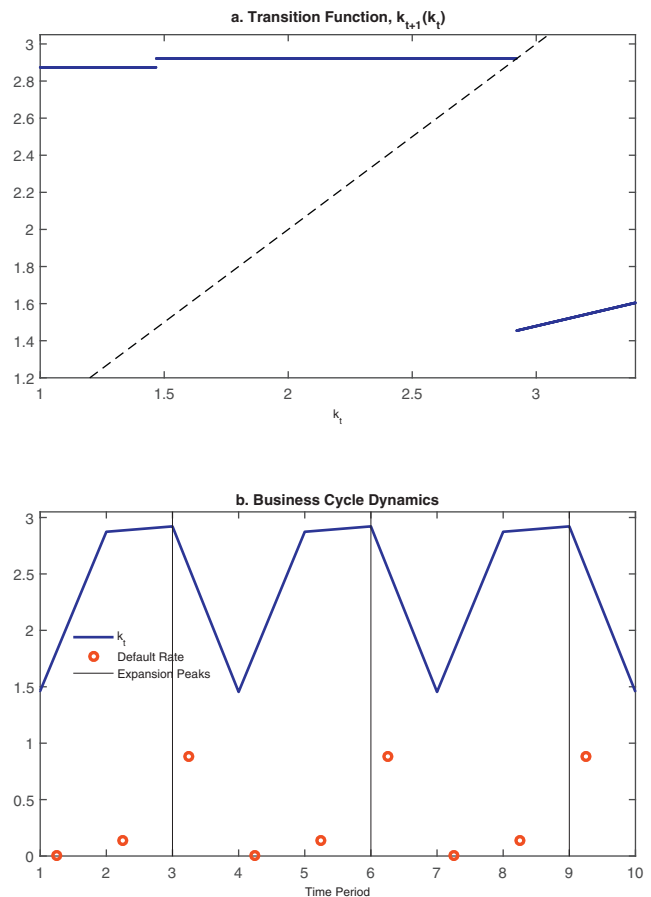 a. Transition Function, k_{t+1}(k_t)
3
2.8
2.6
2.4
2.2
2
1.8
1.6
1.4
1.2
1 1.5 2 2.5 3
k_t
b. Business Cycle Dynamics
3
2.5
2
1.5
1
0.5
0
k_t
Default Rate
Expansion Peaks
1 2 3 4 5 6 7 8 9 10
Time Period